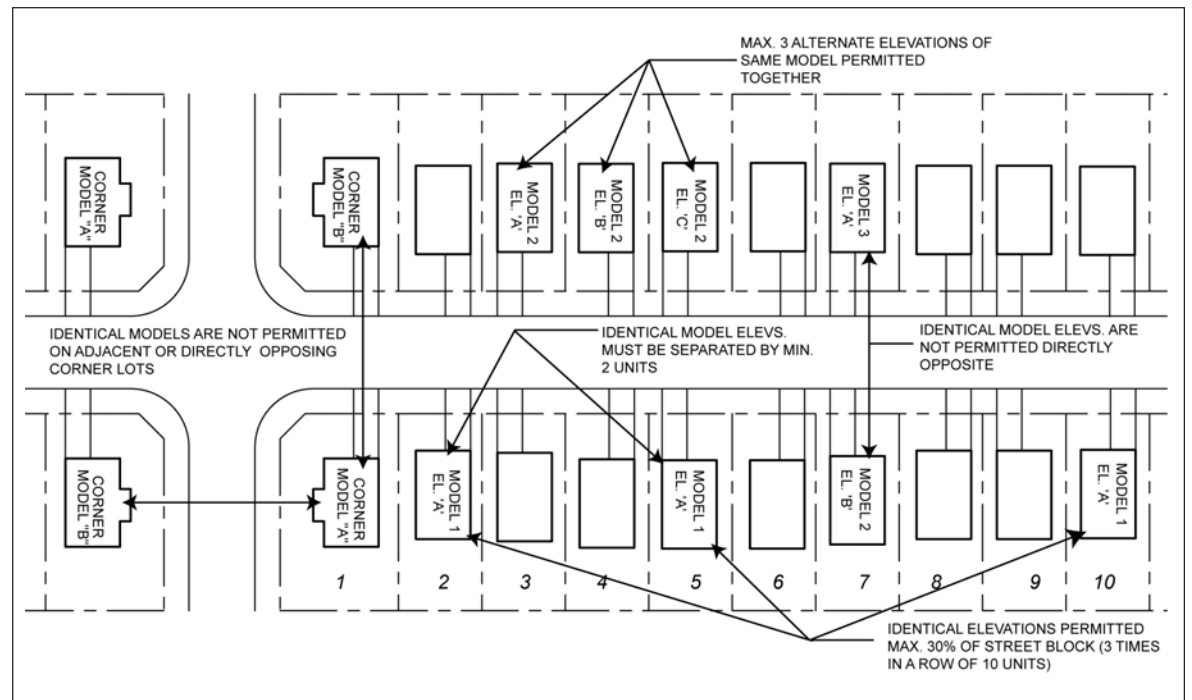 MAX. 3 ALTERNATE ELEVATIONS OF
SAME MODEL PERMITTED
TOGETHER
CORNER
MODEL "A"
CORNER
MODEL "B"
MODEL 2
EL. 'A'
MODEL 2
EL. 'B'
MODEL 2
EL. 'C'
MODEL 3
EL. 'A'
IDENTICAL MODELS ARE NOT PERMITTED
ON ADJACENT OR DIRECTLY OPPOSING
CORNER LOTS
IDENTICAL MODEL ELEVS.
MUST BE SEPARATED BY MIN.
2 UNITS
IDENTICAL MODEL ELEVS. ARE
NOT PERMITTED DIRECTLY
OPPOSITE
CORNER
MODEL "B"
CORNER
MODEL "A"
MODEL 1
EL. 'A'
MODEL 1
EL. 'A'
MODEL 2
EL. 'B'
MODEL 1
EL. 'A'
1 2 3 4 5 6 7 8 9 10
IDENTICAL ELEVATIONS PERMITTED
MAX. 30% OF STREET BLOCK (3 TIMES
IN A ROW OF 10 UNITS)